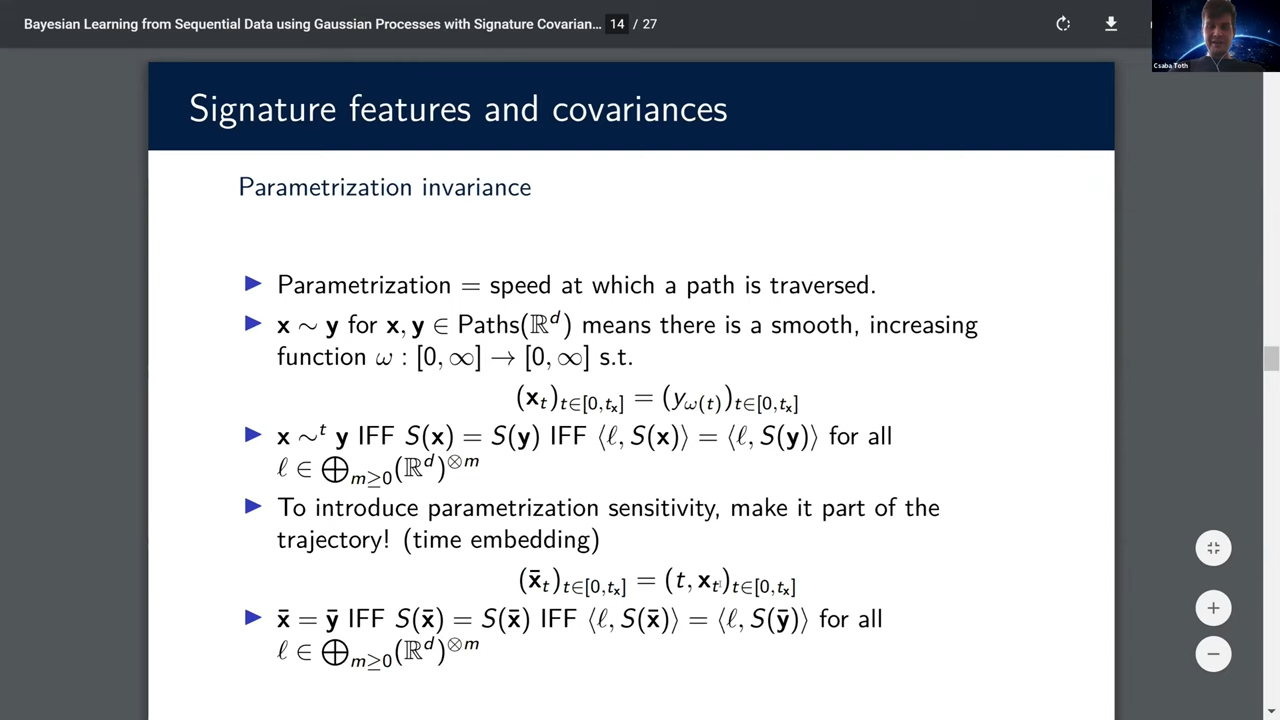 Bayesian Learning from Sequential Data using Gaussian Processes with Signature Covarian... 14 / 27
Csaba Toth
Signature features and covariances
Parametrization invariance
▶ Parametrization = speed at which a path is traversed.
▶ x ∼ y for x, y ∈ Paths(ℝᵈ) means there is a smooth, increasing
function ω : [0, ∞] → [0, ∞] s.t.
(x_t)_{t∈[0,t_x]} = (y_{ω(t)})_{t∈[0,t_x]}
▶ x ∼ᵗ y IFF S(x) = S(y) IFF ⟨ℓ, S(x)⟩ = ⟨ℓ, S(y)⟩ for all
ℓ ∈ ⨁_{m≥0}(ℝᵈ)^{⊗m}
▶ To introduce parametrization sensitivity, make it part of the
trajectory! (time embedding)
(x̄_t)_{t∈[0,t_x]} = (t, x_t)_{t∈[0,t_x]}
▶ x̄ = ȳ IFF S(x̄) = S(x̄) IFF ⟨ℓ, S(x̄)⟩ = ⟨ℓ, S(ȳ)⟩ for all
ℓ ∈ ⨁_{m≥0}(ℝᵈ)^{⊗m}